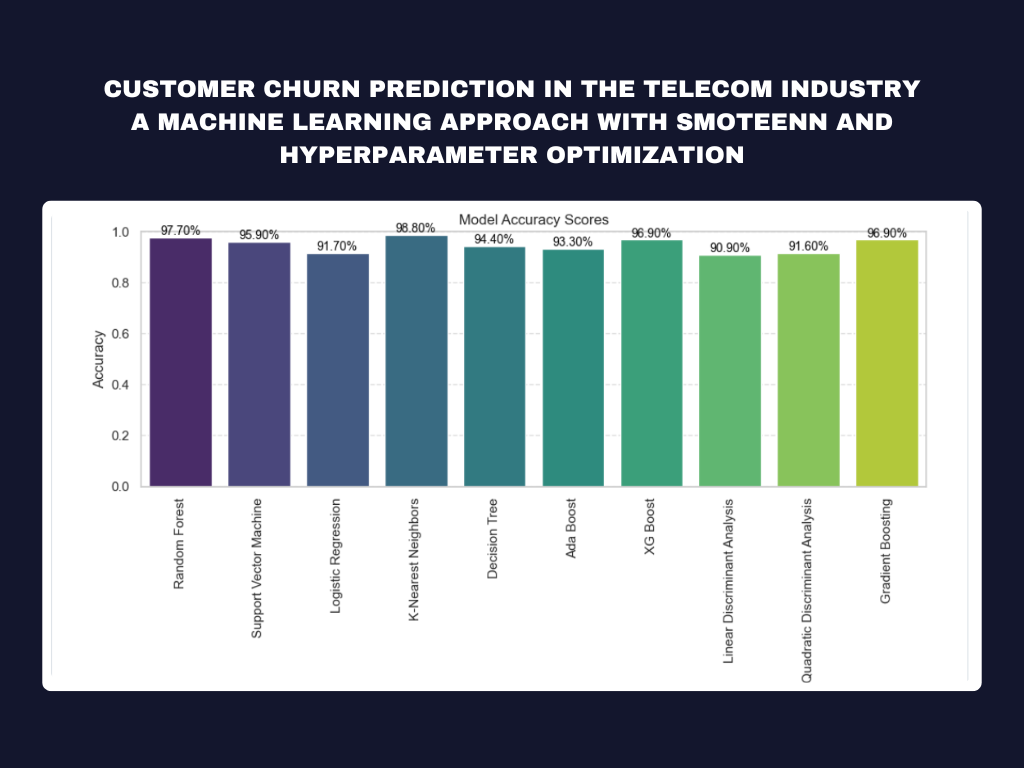 CUSTOMER CHURN PREDICTION IN THE TELECOM INDUSTRY
A MACHINE LEARNING APPROACH WITH SMOTEENN AND
HYPERPARAMETER OPTIMIZATION
Model Accuracy Scores
97.70%
95.90%
91.70%
98.80%
94.40%
93.30%
96.90%
90.90%
91.60%
96.90%
Accuracy
1.0
0.8
0.6
0.4
0.2
0.0
Random Forest
Support Vector Machine
Logistic Regression
K-Nearest Neighbors
Decision Tree
Ada Boost
XG Boost
Linear Discriminant Analysis
Quadratic Discriminant Analysis
Gradient Boosting